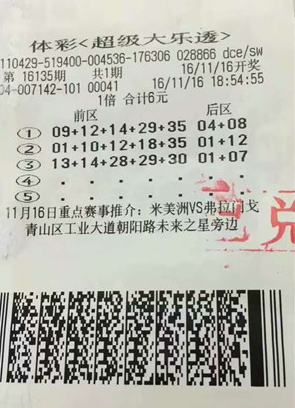 体彩<超级大乐透>
110429-519400-004536-176306 028866 dce/sw
第 16135期 共1期 16/11/16开奖
04-007142-101 00041 16/11/16 18:54:55
1倍 合计6元
前区 后区
① 09+12+14+29+35 04+08
② 01+10+12+18+35 01+12
③ 13+14+28+29+30 01+07
④ . . . . . . .
⑤ . . . . . . .
11月16日重点赛事推介：米美洲VS弗拉门戈
青山区工业大道朝阳路未来之星旁边
已兑